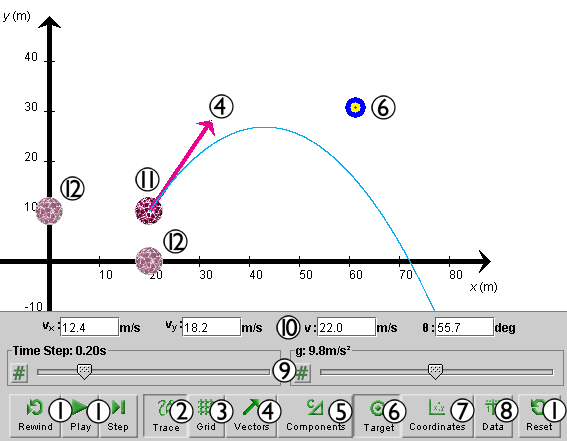 y (m)
40
④
30
⑥
20
⑪
⑫
10
⑫
10 20 30 40 50 60 70 80
x (m)
-10
vx: 12.4 m/s vy: 18.2 m/s ⑩ v: 22.0 m/s θ: 55.7 deg
Time Step: 0.20s g: 9.8m/s²
# ⑨ #
① ① ② ③ ④ ⑤ ⑥ ⑦ ⑧ ①
Rewind Play Step Trace Grid Vectors Components Target Coordinates Data Reset